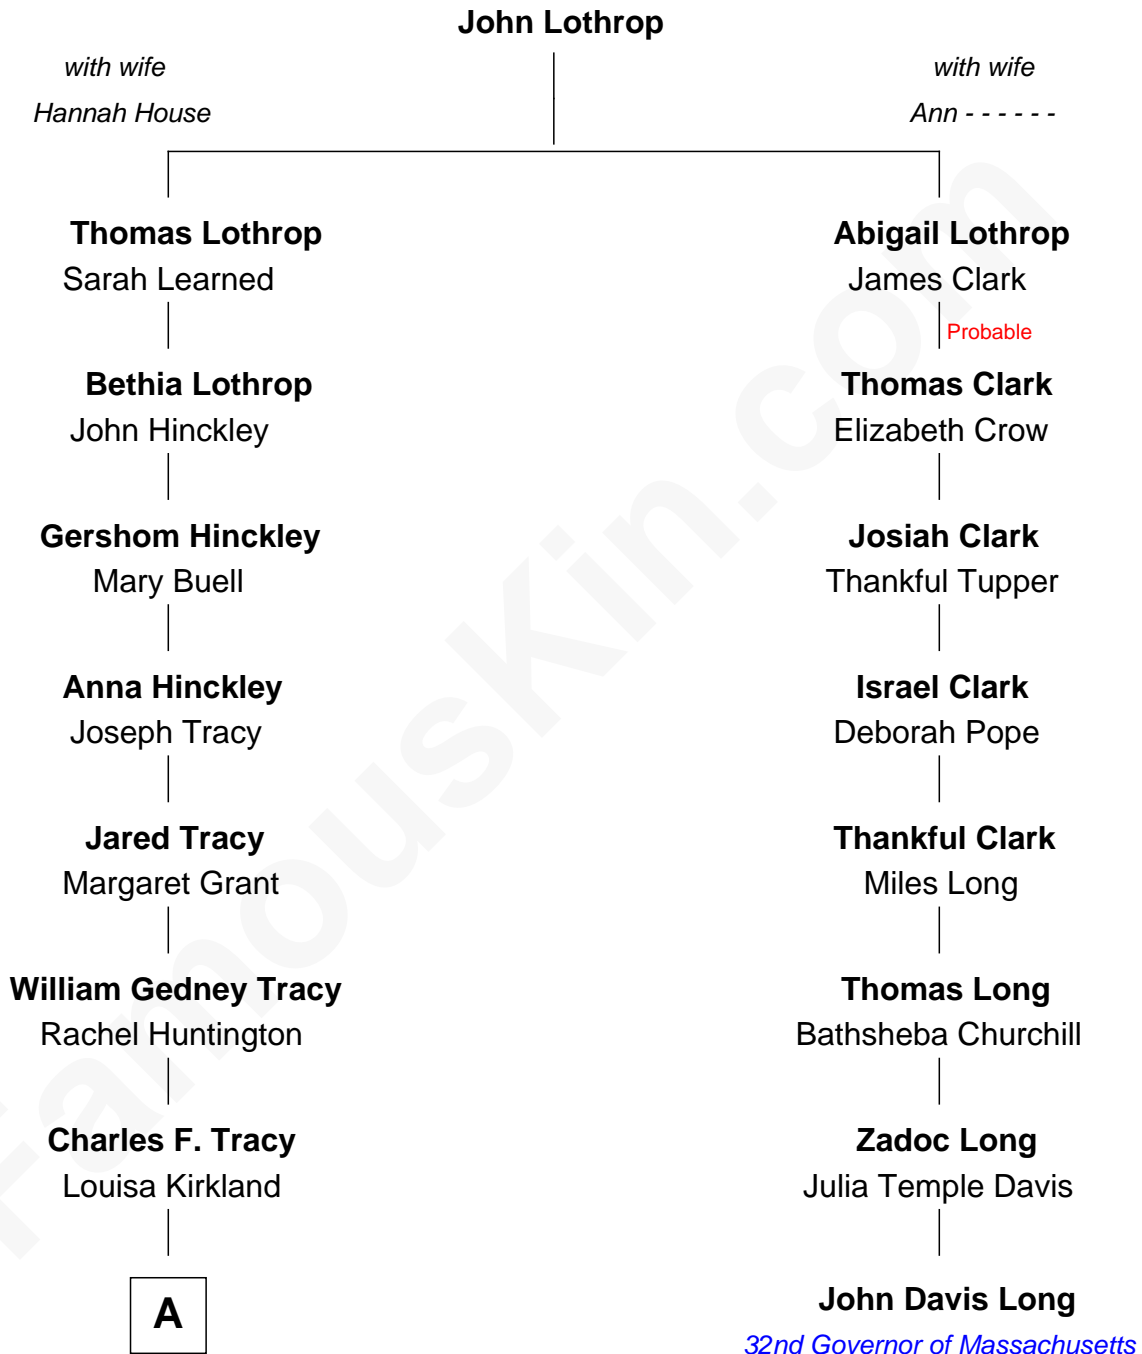 John Lothrop
with wife
Hannah House
with wife
Ann - - - - - -
Thomas Lothrop
Sarah Learned
Abigail Lothrop
James Clark
Probable
Bethia Lothrop
John Hinckley
Thomas Clark
Elizabeth Crow
Gershom Hinckley
Mary Buell
Josiah Clark
Thankful Tupper
Anna Hinckley
Joseph Tracy
Israel Clark
Deborah Pope
Jared Tracy
Margaret Grant
Thankful Clark
Miles Long
William Gedney Tracy
Rachel Huntington
Thomas Long
Bathsheba Churchill
Charles F. Tracy
Louisa Kirkland
Zadoc Long
Julia Temple Davis
A
John Davis Long
32nd Governor of Massachusetts
FamousKin.com